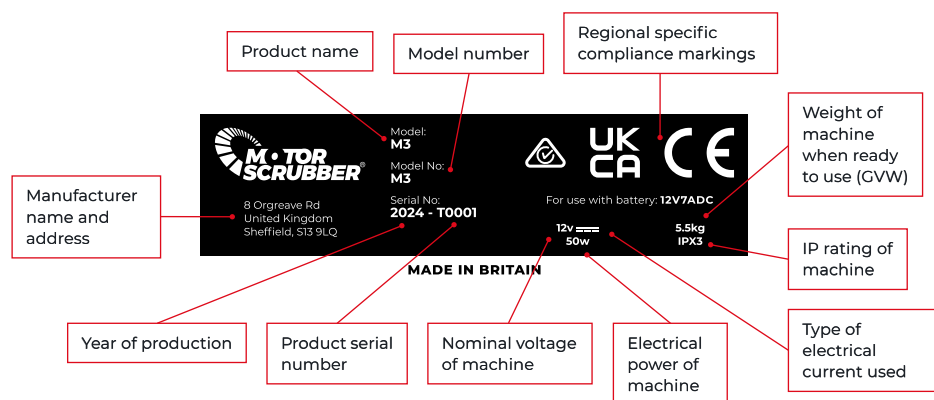 Product name
Model number
Regional specific
compliance markings
Weight of
machine
when ready
to use (GVW)
Manufacturer
name and
address
MOTOR
SCRUBBER®
8 Orgreave Rd
United Kingdom
Sheffield, S13 9LQ
Model:
M3
Model No:
M3
Serial No:
2024 - T0001
UK
CA
CE
For use with battery: 12V7ADC
12v
50w
5.5kg
IPX3
MADE IN BRITAIN
IP rating of
machine
Year of production
Product serial
number
Nominal voltage
of machine
Electrical
power of
machine
Type of
electrical
current used